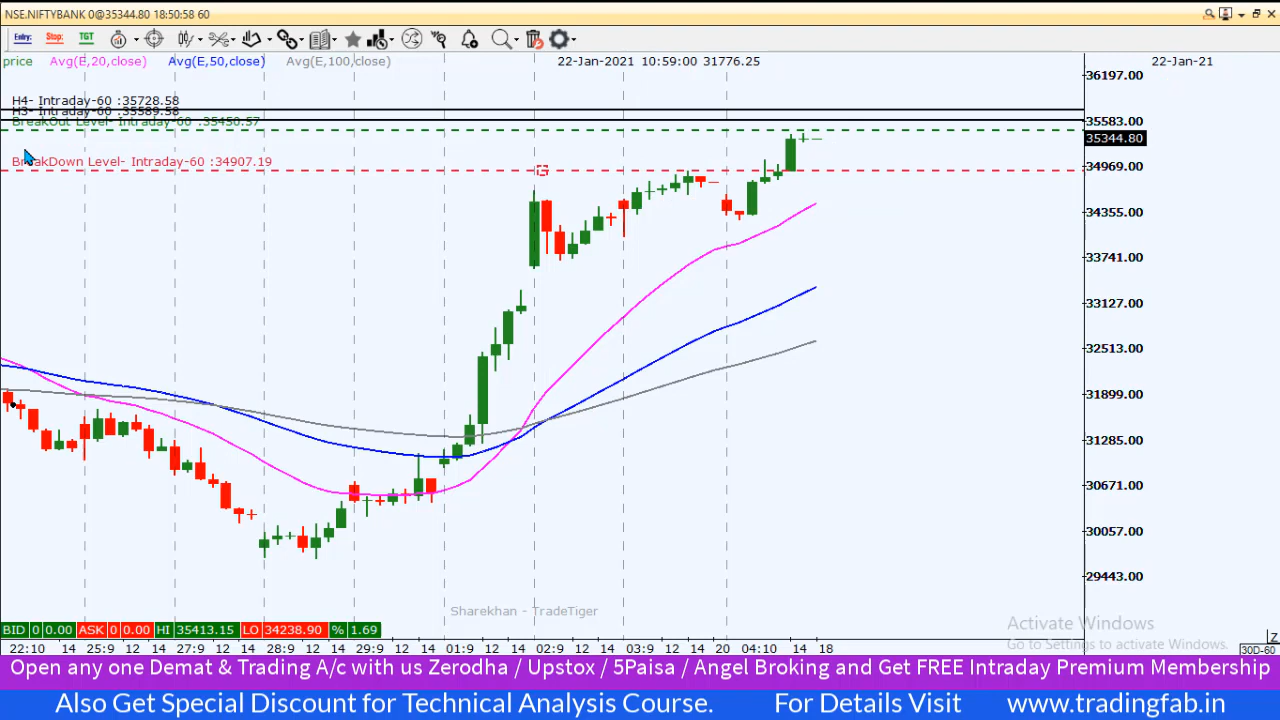 NSE.NIFTYBANK 0@35344.80 18:50:58 60
Entry: Stop: TGT
price Avg(E,20,close) Avg(E,50,close) Avg(E,100,close) 22-Jan-2021 10:59:00 31776.25 22-Jan-21
36197.00
H4- Intraday-60 :35728.58
H3- Intraday-60 :35589.58
BreakOut Level- Intraday-60 :35450.57
35583.00
35344.80
BreakDown Level- Intraday-60 :34907.19
34969.00
34355.00
33741.00
33127.00
32513.00
31899.00
31285.00
30671.00
30057.00
29443.00
Sharekhan - TradeTiger
Activate Windows
Go to Settings to activate Windows.
BID 0 0.00 ASK 0 0.00 HI 35413.15 LO 34238.90 % 1.69
Z
22:10 14 25:9 12 14 27:9 12 14 28:9 12 14 29:9 12 14 01:9 12 14 02:9 12 14 03:9 12 14 20 04:10 14 18 30D-60
Open any one Demat & Trading A/c with us Zerodha / Upstox / 5Paisa / Angel Broking and Get FREE Intraday Premium Membership
Also Get Special Discount for Technical Analysis Course. For Details Visit www.tradingfab.in